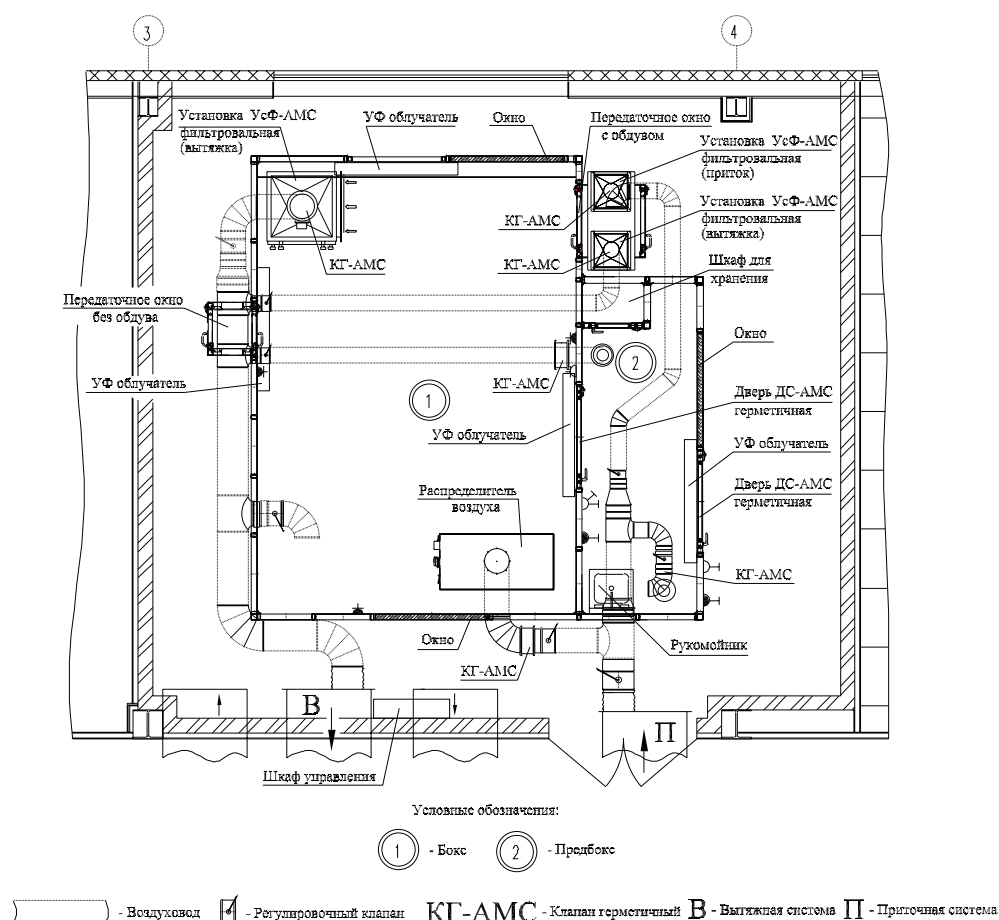 3
4
Установка УсФ-АМС
фильтровальная
(вытяжка)
УФ облучатель
Окно
Передаточное окно
с обдувом
Установка УсФ-АМС
фильтровальная
(приток)
Установка УсФ-АМС
фильтровальная
(вытяжка)
КГ-АМС
КГ-АМС
КГ-АМС
Шкаф для
хранения
Передаточное окно
без обдува
Окно
2
УФ облучатель
КГ-АМС
1
Дверь ДС-АМС
герметичная
УФ облучатель
УФ облучатель
Распределитель
воздуха
Дверь ДС-АМС
герметичная
КГ-АМС
Окно
Рукомойник
КГ-АМС
В
П
Шкаф управления
Условные обозначения:
1 - Бокс 2 - Предбокс
- Воздуховод - Регулировочный клапан КГ-АМС - Клапан герметичный В - Вытяжная система П - Приточная система